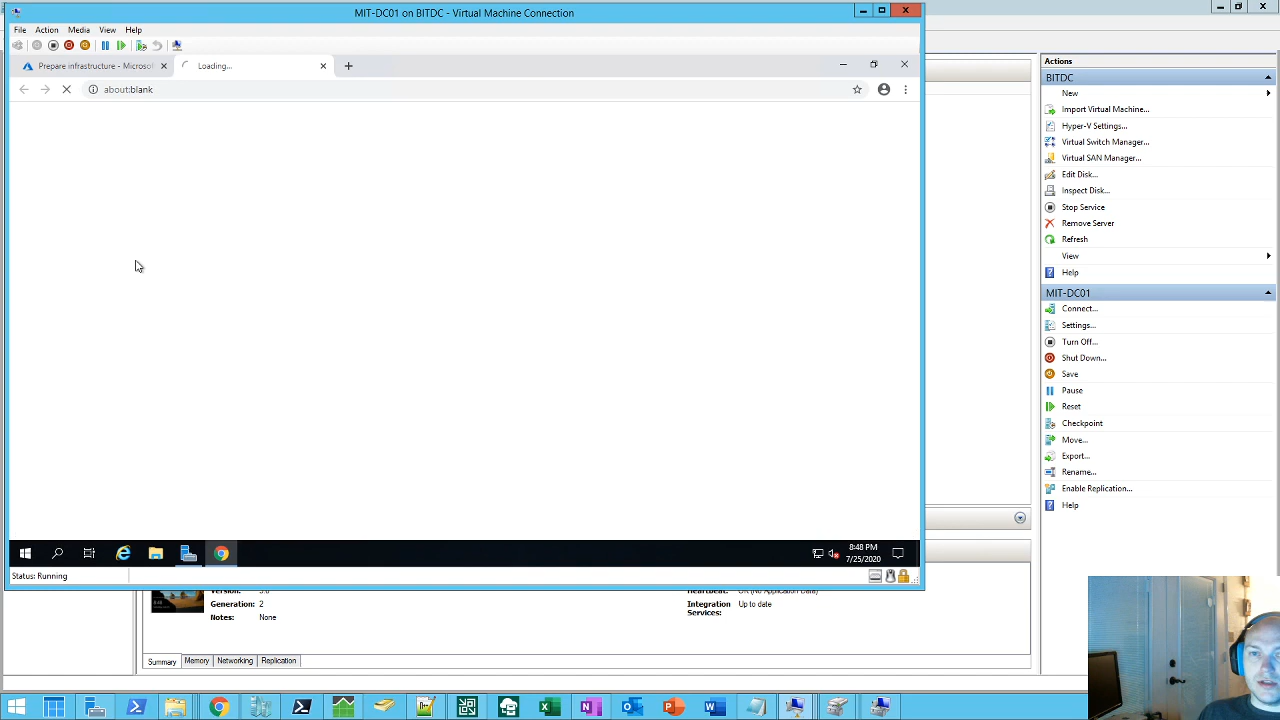 MIT-DC01 on BITDC - Virtual Machine Connection
File Action Media View Help
Prepare infrastructure - Microsof
Loading...
about:blank
8:48 PM
7/25/2020
Status: Running
Generation: 2
Notes: None
Integration Services: Up to date
Summary Memory Networking Replication
Actions
BITDC
New
Import Virtual Machine...
Hyper-V Settings...
Virtual Switch Manager...
Virtual SAN Manager...
Edit Disk...
Inspect Disk...
Stop Service
Remove Server
Refresh
View
Help
MIT-DC01
Connect...
Settings...
Turn Off...
Shut Down...
Save
Pause
Reset
Checkpoint
Move...
Export...
Rename...
Enable Replication...
Help